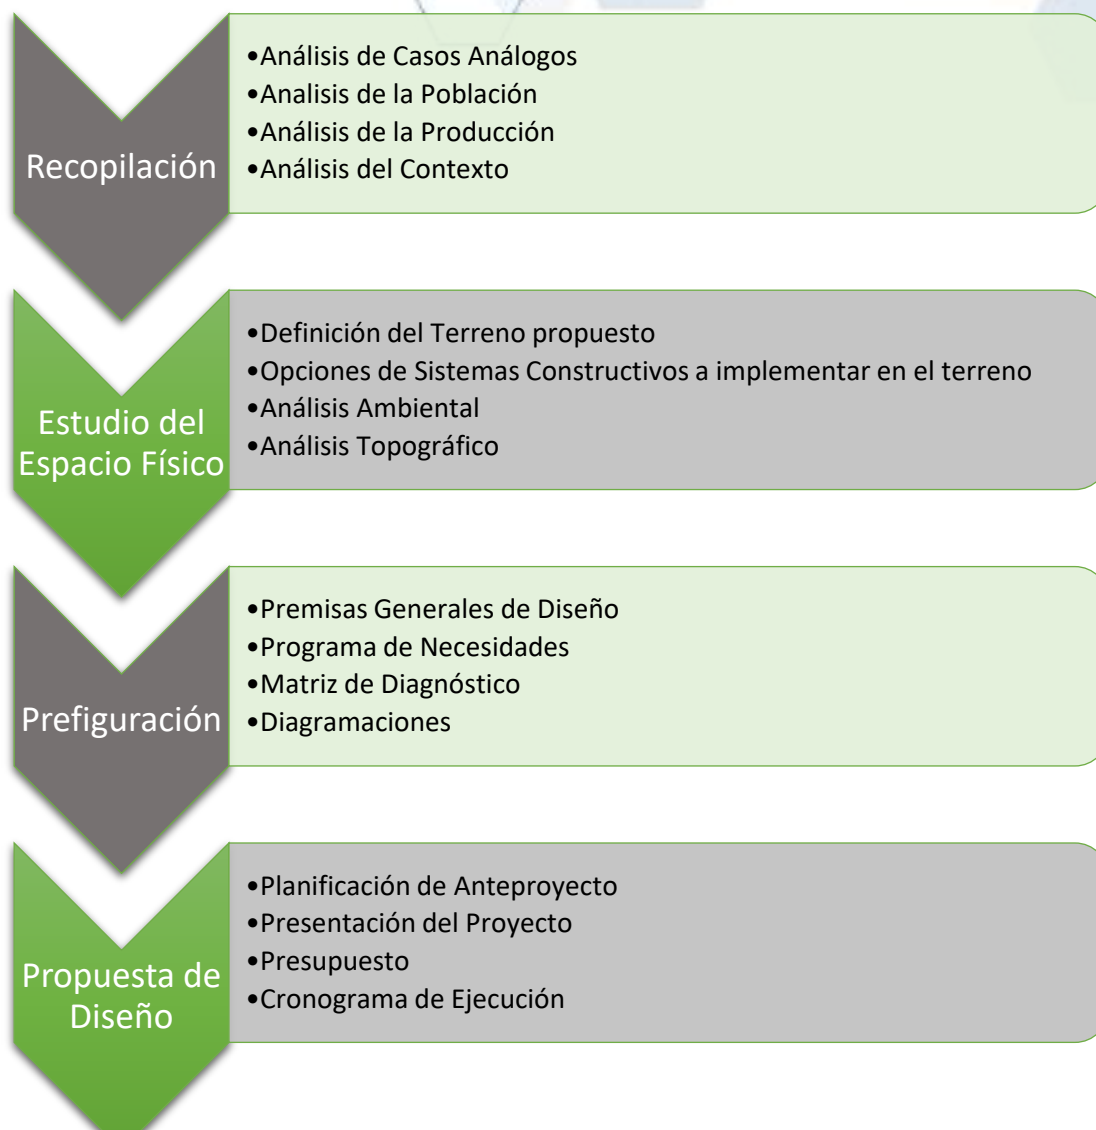 Recopilación
•Análisis de Casos Análogos
•Analisis de la Población
•Análisis de la Producción
•Análisis del Contexto
Estudio del
Espacio Físico
•Definición del Terreno propuesto
•Opciones de Sistemas Constructivos a implementar en el terreno
•Análisis Ambiental
•Análisis Topográfico
Prefiguración
•Premisas Generales de Diseño
•Programa de Necesidades
•Matriz de Diagnóstico
•Diagramaciones
Propuesta de
Diseño
•Planificación de Anteproyecto
•Presentación del Proyecto
•Presupuesto
•Cronograma de Ejecución